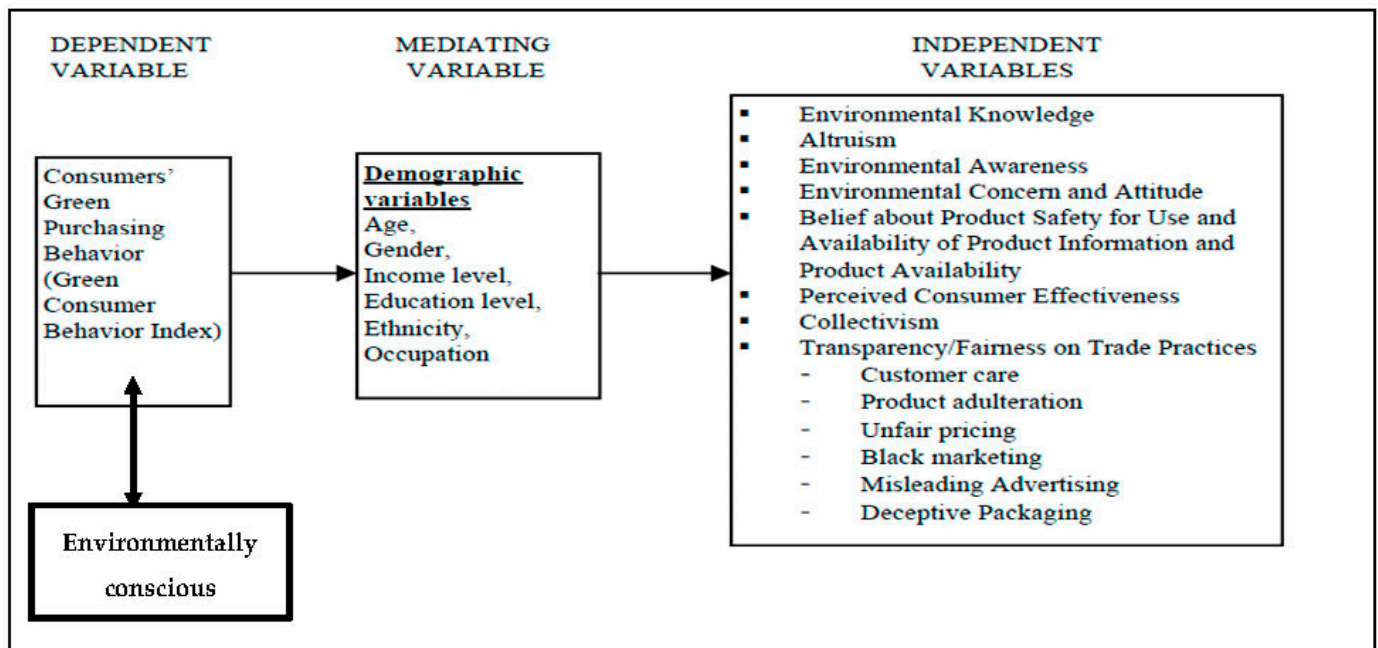 DEPENDENT
VARIABLE
MEDIATING
VARIABLE
INDEPENDENT
VARIABLES
Consumers’
Green
Purchasing
Behavior
(Green
Consumer
Behavior Index)
Demographic
variables
Age,
Gender,
Income level,
Education level,
Ethnicity,
Occupation
▪ Environmental Knowledge
▪ Altruism
▪ Environmental Awareness
▪ Environmental Concern and Attitude
▪ Belief about Product Safety for Use and
Availability of Product Information and
Product Availability
▪ Perceived Consumer Effectiveness
▪ Collectivism
▪ Transparency/Fairness on Trade Practices
- Customer care
- Product adulteration
- Unfair pricing
- Black marketing
- Misleading Advertising
- Deceptive Packaging
Environmentally
conscious